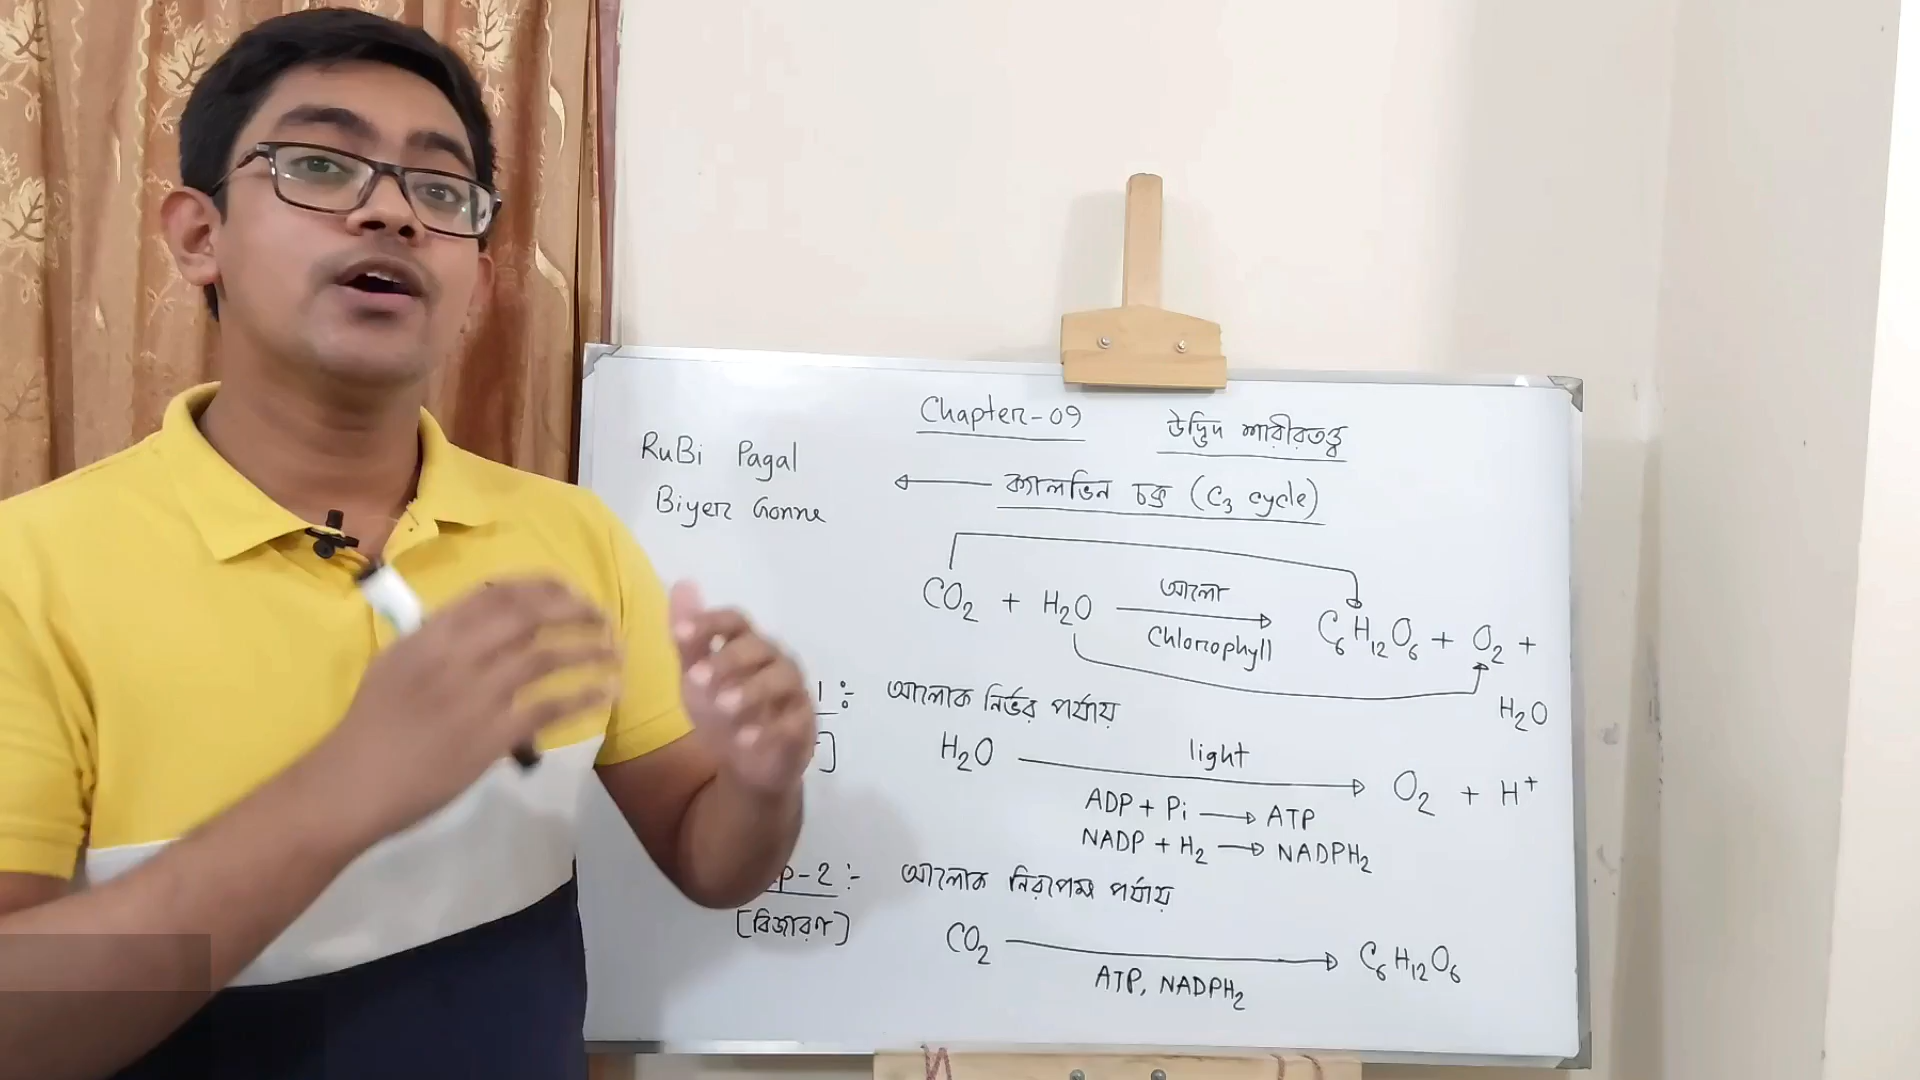 Chapter-09 উদ্ভিদ শারীরতত্ত্ব
RuBi Pagal
Biyer Gonne
ক্যালভিন চক্র (C₃ cycle)
CO₂ + H₂O আলো Chlorophyll C₆H₁₂O₆ + O₂ +
H₂O
1 :- আলোক নির্ভর পর্যায়
H₂O light O₂ + H⁺
ADP + Pi → ATP
NADP + H₂ → NADPH₂
p-2 :- আলোক নিরপেক্ষ পর্যায়
[বিজারণ]
CO₂ → C₆H₁₂O₆
ATP, NADPH₂